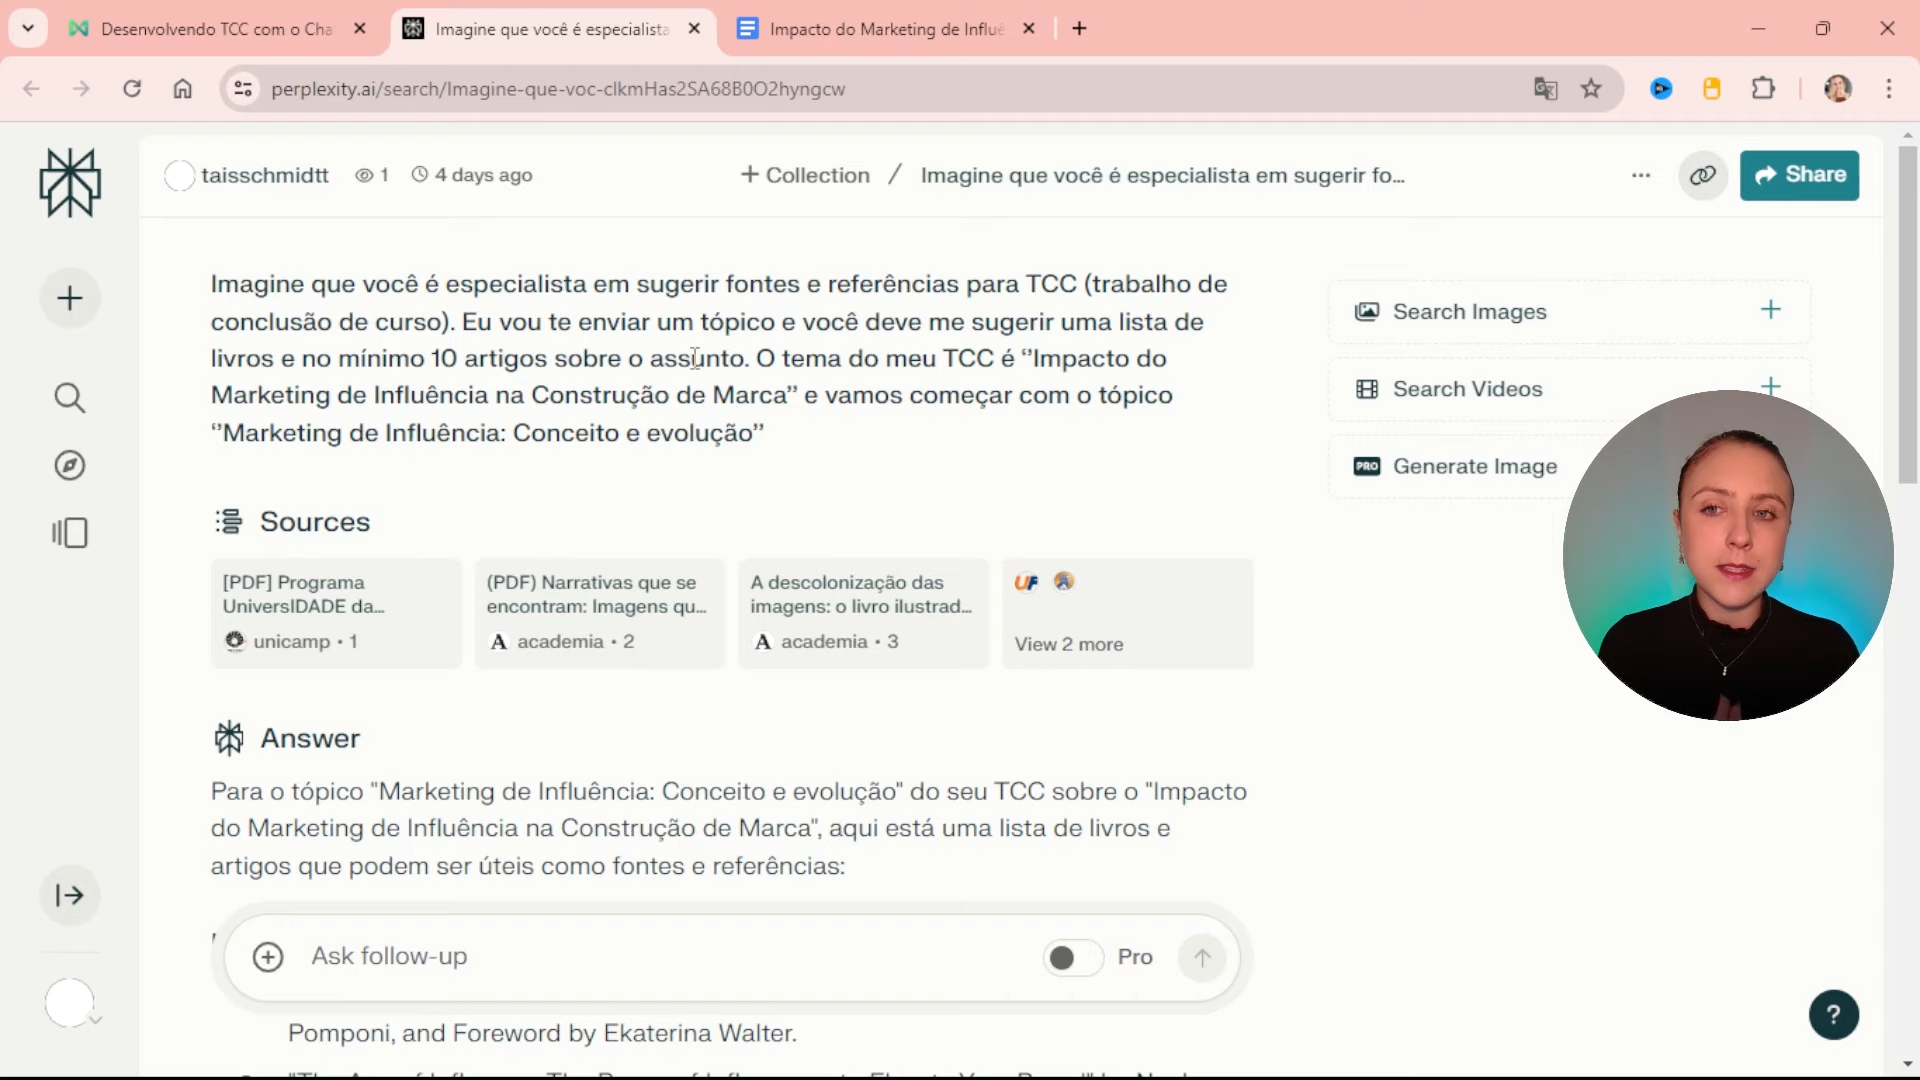 Desenvolvendo TCC com o Cha
Imagine que você é especialista
Impacto do Marketing de Influê
perplexity.ai/search/Imagine-que-voc-clkmHas2SA68B0O2hyngcw
taisschmidtt
1
4 days ago
+ Collection / Imagine que você é especialista em sugerir fo...
Share
Imagine que você é especialista em sugerir fontes e referências para TCC (trabalho de
conclusão de curso). Eu vou te enviar um tópico e você deve me sugerir uma lista de
livros e no mínimo 10 artigos sobre o assunto. O tema do meu TCC é ‘’Impacto do
Marketing de Influência na Construção de Marca’’ e vamos começar com o tópico
‘’Marketing de Influência: Conceito e evolução’’
Search Images
Search Videos
PRO Generate Image
Sources
[PDF] Programa
UniversIDADE da...
unicamp · 1
(PDF) Narrativas que se
encontram: Imagens qu...
academia · 2
A descolonização das
imagens: o livro ilustrad...
academia · 3
UF
View 2 more
Answer
Para o tópico "Marketing de Influência: Conceito e evolução" do seu TCC sobre o "Impacto
do Marketing de Influência na Construção de Marca", aqui está uma lista de livros e
artigos que podem ser úteis como fontes e referências:
Ask follow-up
Pro
Pomponi, and Foreword by Ekaterina Walter.